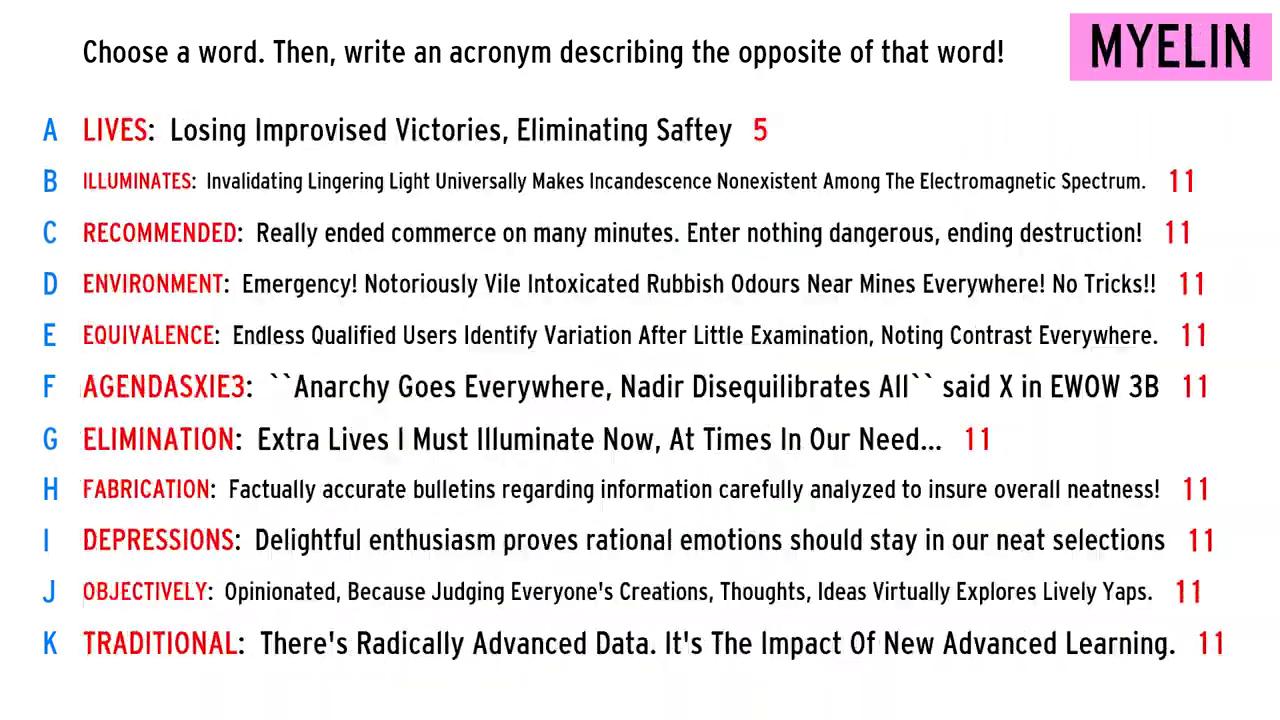 Choose a word. Then, write an acronym describing the opposite of that word!
MYELIN
A LIVES: Losing Improvised Victories, Eliminating Saftey 5
B ILLUMINATES: Invalidating Lingering Light Universally Makes Incandescence Nonexistent Among The Electromagnetic Spectrum. 11
C RECOMMENDED: Really ended commerce on many minutes. Enter nothing dangerous, ending destruction! 11
D ENVIRONMENT: Emergency! Notoriously Vile Intoxicated Rubbish Odours Near Mines Everywhere! No Tricks!! 11
E EQUIVALENCE: Endless Qualified Users Identify Variation After Little Examination, Noting Contrast Everywhere. 11
F AGENDASXIE3: ``Anarchy Goes Everywhere, Nadir Disequilibrates All`` said X in EWOW 3B 11
G ELIMINATION: Extra Lives I Must Illuminate Now, At Times In Our Need... 11
H FABRICATION: Factually accurate bulletins regarding information carefully analyzed to insure overall neatness! 11
I DEPRESSIONS: Delightful enthusiasm proves rational emotions should stay in our neat selections 11
J OBJECTIVELY: Opinionated, Because Judging Everyone's Creations, Thoughts, Ideas Virtually Explores Lively Yaps. 11
K TRADITIONAL: There's Radically Advanced Data. It's The Impact Of New Advanced Learning. 11